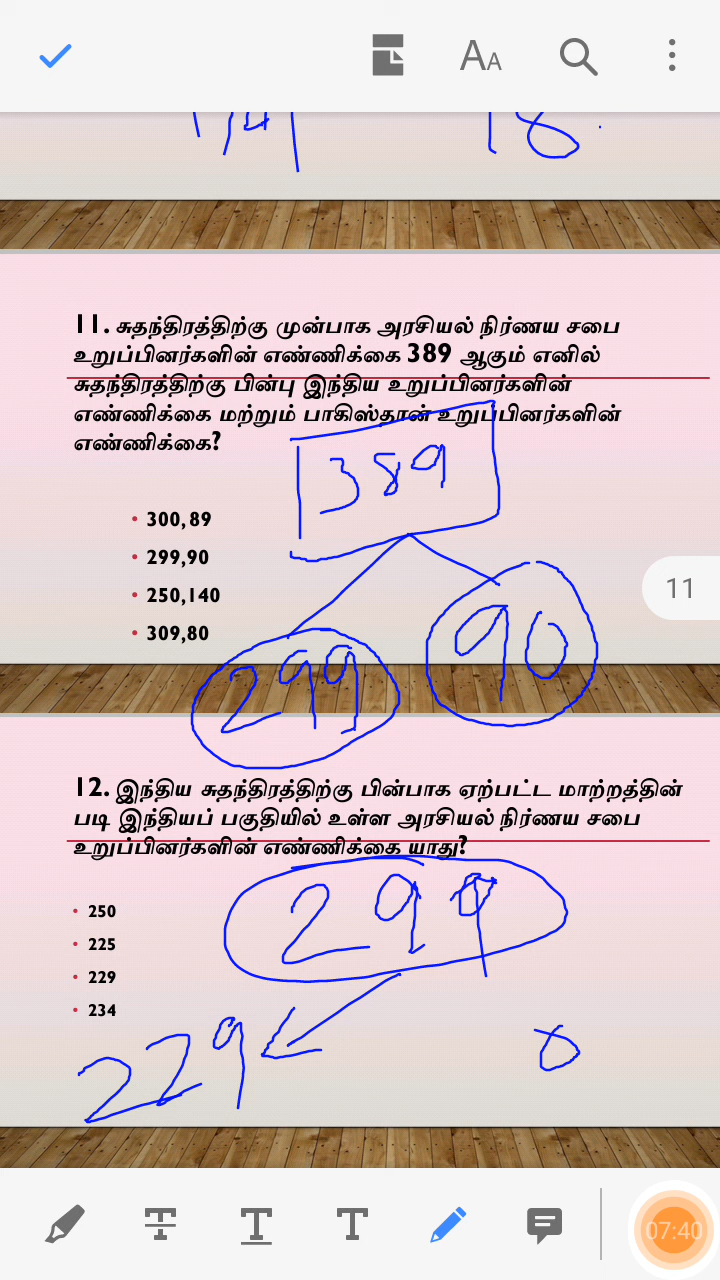 AA
18.
11. சுதந்திரத்திற்கு முன்பாக அரசியல் நிர்ணய சபை
உறுப்பினர்களின் எண்ணிக்கை 389 ஆகும் எனில்
சுதந்திரத்திற்கு பின்பு இந்திய உறுப்பினர்களின்
எண்ணிக்கை மற்றும் பாகிஸ்தான் உறுப்பினர்களின்
எண்ணிக்கை?
389
• 300,89
• 299,90
• 250,140
• 309,80
11
299
90
12. இந்திய சுதந்திரத்திற்கு பின்பாக ஏற்பட்ட மாற்றத்தின்
படி இந்தியப் பகுதியில் உள்ள அரசியல் நிர்ணய சபை
உறுப்பினர்களின் எண்ணிக்கை யாது?
299
• 250
• 225
• 229
• 234
229
T T T
07:40